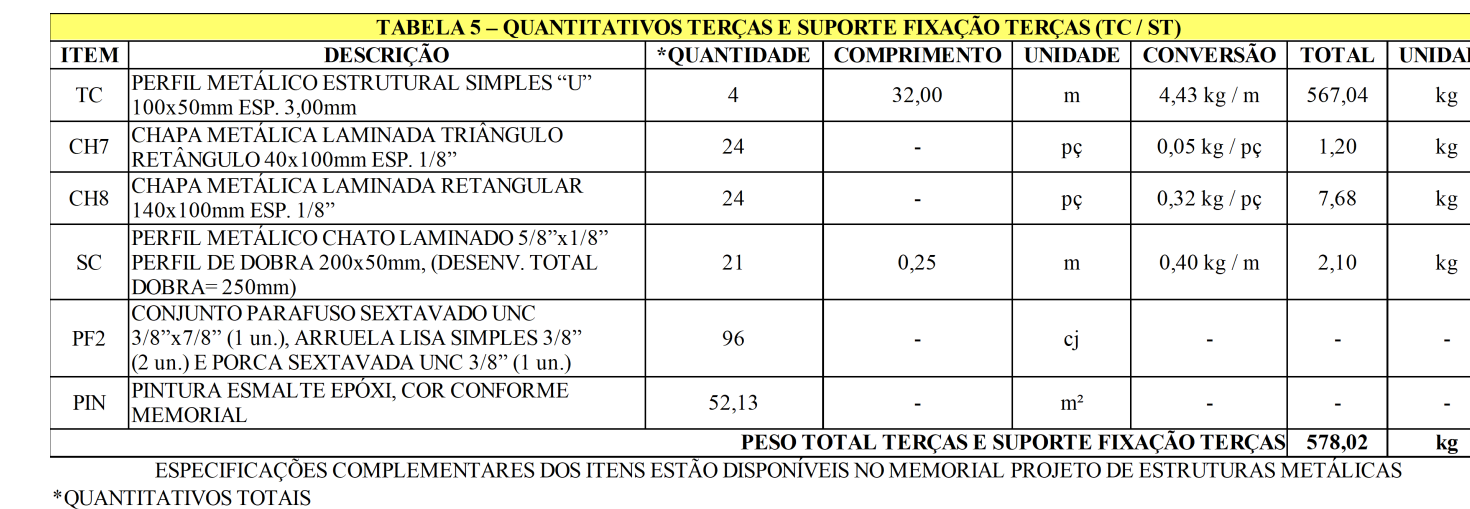 TABELA 5 – QUANTITATIVOS TERÇAS E SUPORTE FIXAÇÃO TERÇAS (TC / ST)
ITEM DESCRIÇÃO *QUANTIDADE COMPRIMENTO UNIDADE CONVERSÃO TOTAL UNIDA
TC PERFIL METÁLICO ESTRUTURAL SIMPLES “U”
100x50mm ESP. 3,00mm 4 32,00 m 4,43 kg / m 567,04 kg
CH7 CHAPA METÁLICA LAMINADA TRIÂNGULO
RETÂNGULO 40x100mm ESP. 1/8” 24 - pç 0,05 kg / pç 1,20 kg
CH8 CHAPA METÁLICA LAMINADA RETANGULAR
140x100mm ESP. 1/8” 24 - pç 0,32 kg / pç 7,68 kg
PERFIL METÁLICO CHATO LAMINADO 5/8”x1/8”
SC PERFIL DE DOBRA 200x50mm, (DESENV. TOTAL 21 0,25 m 0,40 kg / m 2,10 kg
DOBRA= 250mm)
CONJUNTO PARAFUSO SEXTAVADO UNC
PF2 3/8”x7/8” (1 un.), ARRUELA LISA SIMPLES 3/8” 96 - cj - - -
(2 un.) E PORCA SEXTAVADA UNC 3/8” (1 un.)
PIN PINTURA ESMALTE EPÓXI, COR CONFORME
MEMORIAL 52,13 - m² - - -
PESO TOTAL TERÇAS E SUPORTE FIXAÇÃO TERÇAS 578,02 kg
ESPECIFICAÇÕES COMPLEMENTARES DOS ITENS ESTÃO DISPONÍVEIS NO MEMORIAL PROJETO DE ESTRUTURAS METÁLICAS
*QUANTITATIVOS TOTAIS